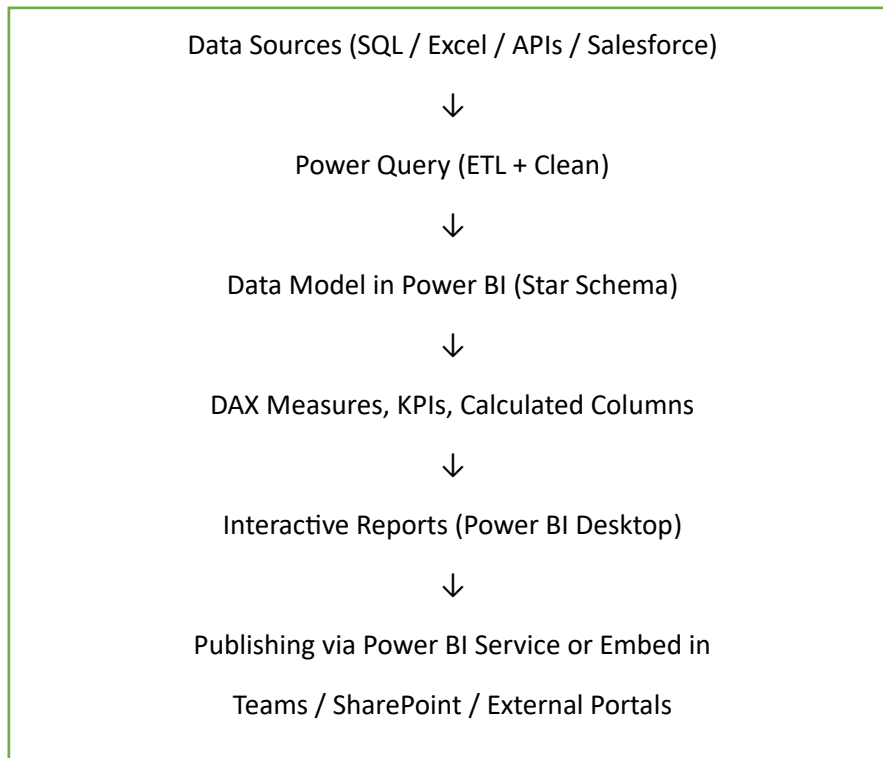 Data Sources (SQL / Excel / APIs / Salesforce)
↓
Power Query (ETL + Clean)
↓
Data Model in Power BI (Star Schema)
↓
DAX Measures, KPIs, Calculated Columns
↓
Interactive Reports (Power BI Desktop)
↓
Publishing via Power BI Service or Embed in
Teams / SharePoint / External Portals